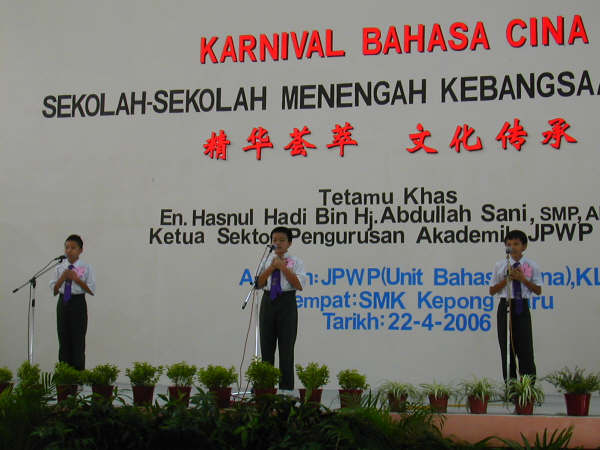 KARNIVAL BAHASA CINA
SEKOLAH-SEKOLAH MENENGAH
精华荟萃 文化传承
Tetamu Khas
En. Hasnul Hadi Bin Hj. Abdullah Sani, SMP,
Ketua Sektor Pengurusan Akademik JPWP
JPWP(Unit Bahasa KL
SMK Kepong
Tarikh: 22-4-2006